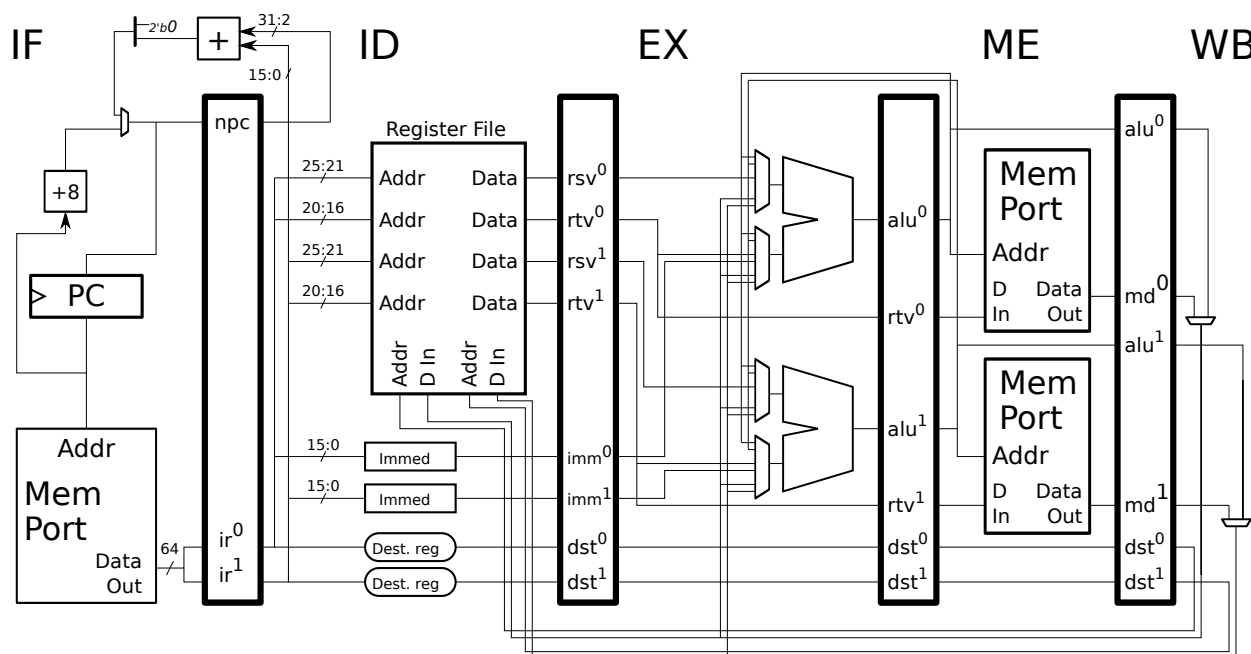 IF
ID
EX
ME
WB
2'b0
+
31:2
15:0
npc
+8
PC
Addr
Mem
Port
Data
Out
64
ir0
ir1
Register File
25:21
Addr
Data
20:16
Addr
Data
25:21
Addr
Data
20:16
Addr
Data
Addr
D In
Addr
D In
15:0
Immed
15:0
Immed
Dest. reg
Dest. reg
rsv0
rtv0
rsv1
rtv1
imm0
imm1
dst0
dst1
alu0
rtv0
alu1
rtv1
dst0
dst1
Mem
Port
Addr
D
In
Data
Out
Mem
Port
Addr
D
In
Data
Out
alu0
md0
alu1
md1
dst0
dst1